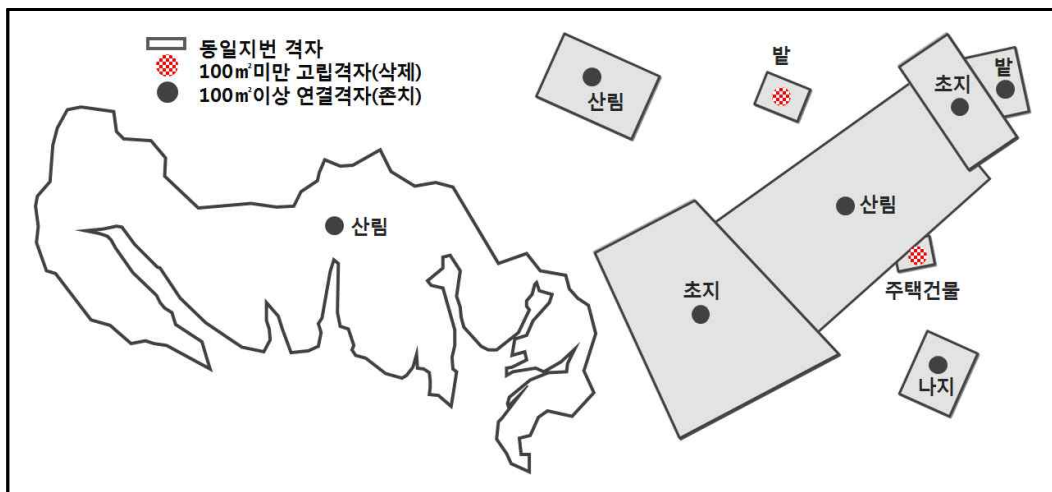 동일지번 격자
100㎡미만 고립격자(삭제)
100㎡이상 연결격자(존치)
산림
밭
초지
밭
산림
산림
초지
주택건물
나지